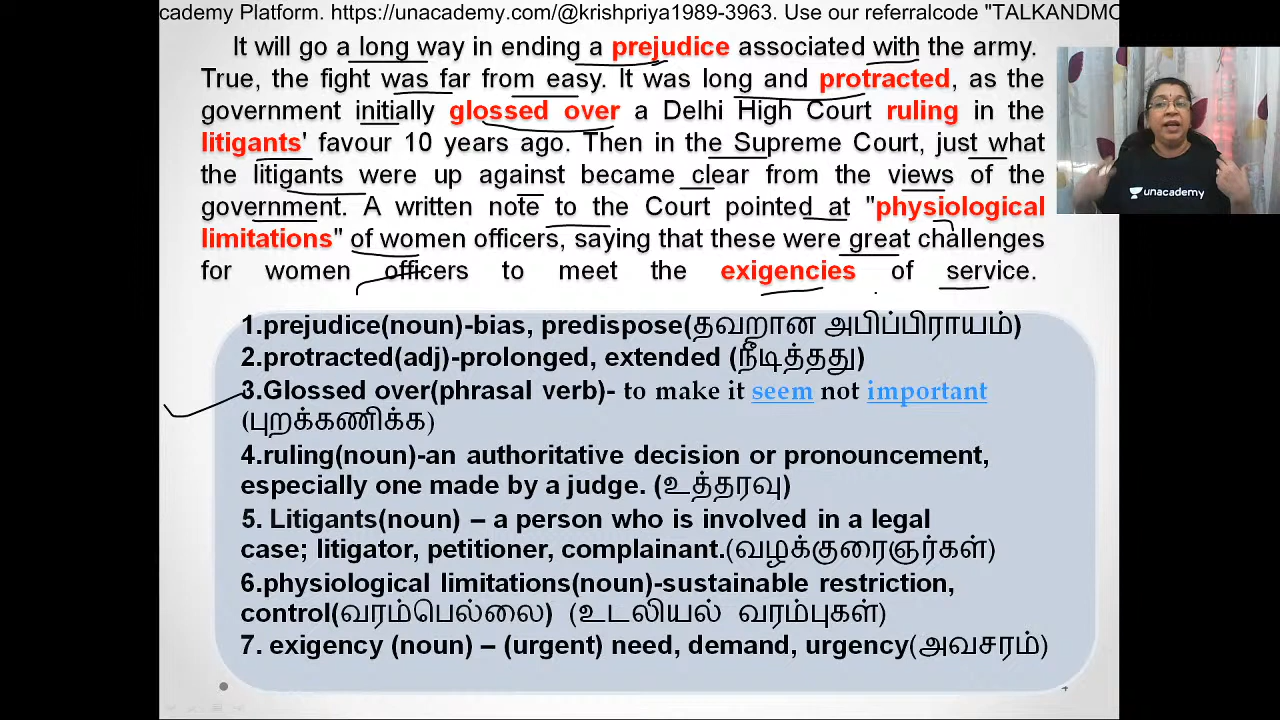 cademy Platform. https://unacademy.com/@krishpriya1989-3963. Use our referralcode "TALKANDMC
It will go a long way in ending a prejudice associated with the army.
True, the fight was far from easy. It was long and protracted, as the
government initially glossed over a Delhi High Court ruling in the
litigants' favour 10 years ago. Then in the Supreme Court, just what
the litigants were up against became clear from the views of the
government. A written note to the Court pointed at "physiological
limitations" of women officers, saying that these were great challenges
for women officers to meet the exigencies of service.
unacademy
1.prejudice(noun)-bias, predispose(தவறான அபிப்பிராயம்)
2.protracted(adj)-prolonged, extended (நீடித்தது)
3.Glossed over(phrasal verb)- to make it seem not important
(புறக்கணிக்க)
4.ruling(noun)-an authoritative decision or pronouncement,
especially one made by a judge. (உத்தரவு)
5. Litigants(noun) – a person who is involved in a legal
case; litigator, petitioner, complainant.(வழக்குரைஞர்கள்)
6.physiological limitations(noun)-sustainable restriction,
control(வரம்பெல்லை) (உடலியல் வரம்புகள்)
7. exigency (noun) – (urgent) need, demand, urgency(அவசரம்)
4